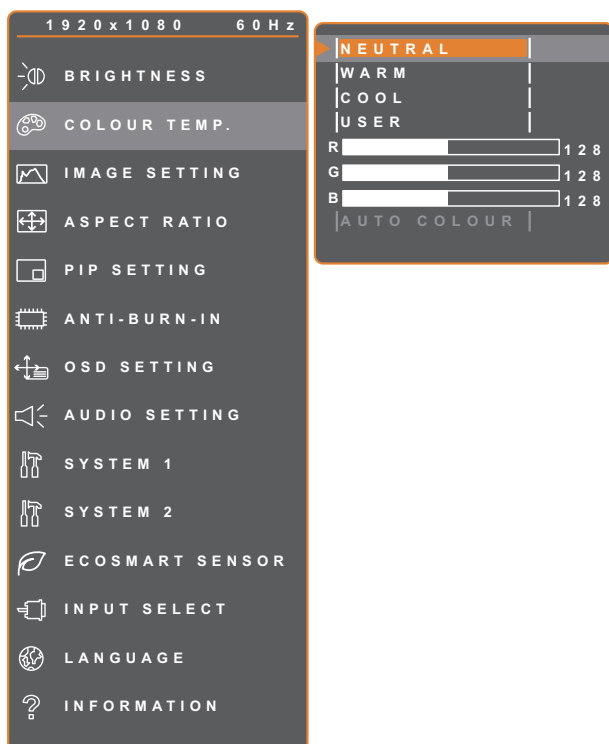 1920x1080 60Hz
BRIGHTNESS
COLOUR TEMP.
IMAGE SETTING
ASPECT RATIO
PIP SETTING
ANTI-BURN-IN
OSD SETTING
AUDIO SETTING
SYSTEM 1
SYSTEM 2
ECOSMART SENSOR
INPUT SELECT
LANGUAGE
INFORMATION
NEUTRAL
WARM
COOL
USER
R 128
G 128
B 128
AUTO COLOUR